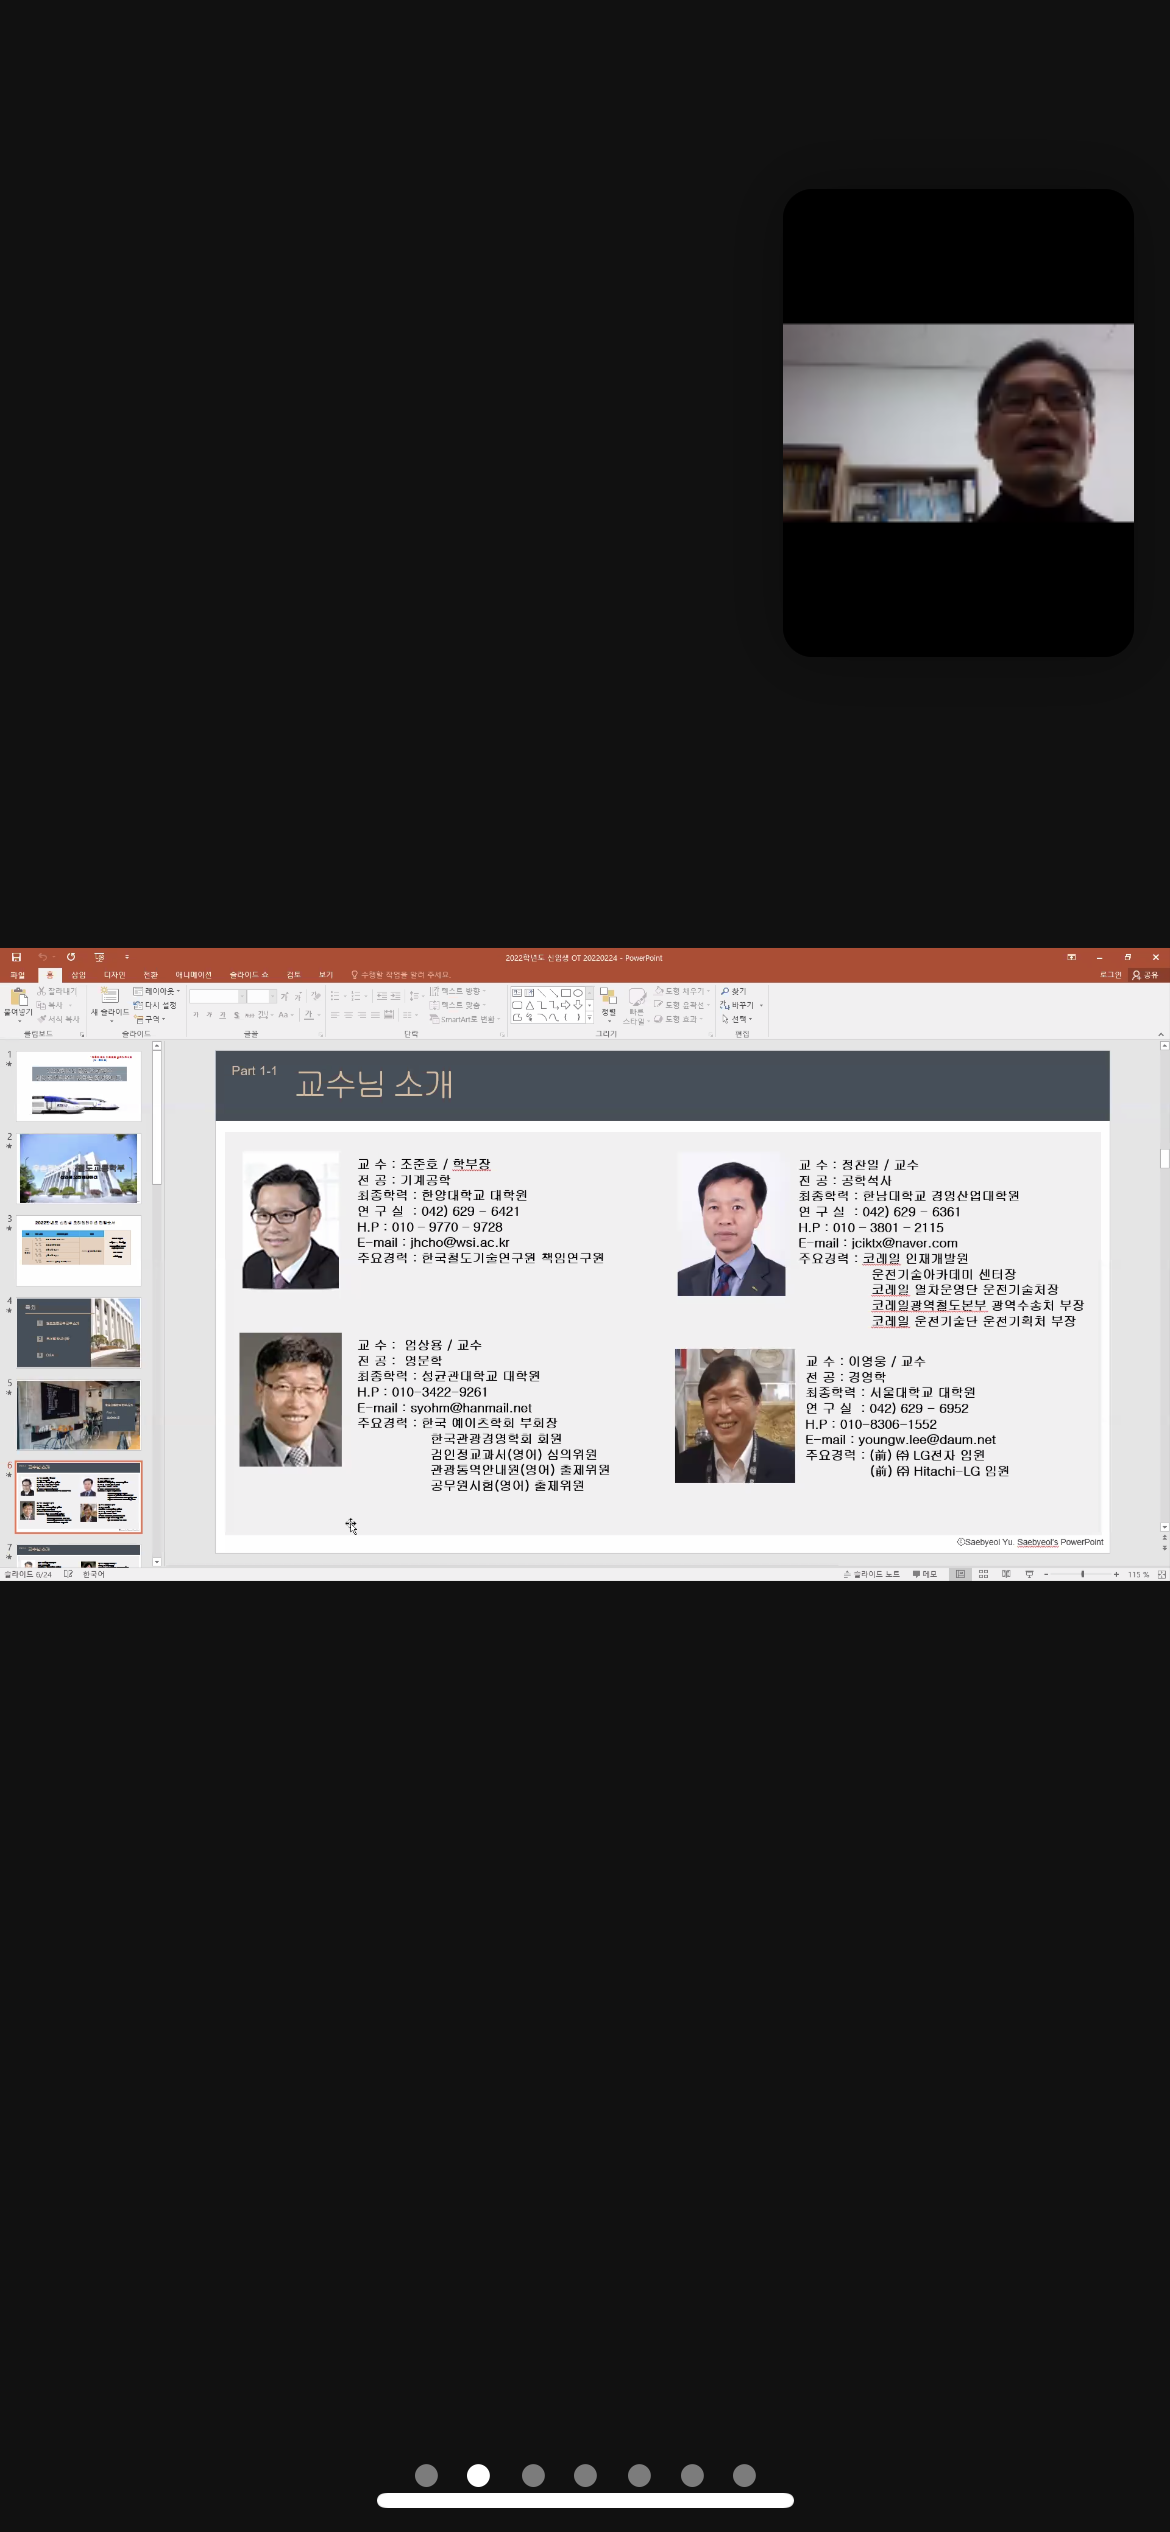 2022학년도 신입생 OT 20220224 - PowerPoint
파일 홈 삽입 디자인 전환 애니메이션 슬라이드 쇼 검토 보기 수행할 작업을 알려 주세요.
로그인 공유
붙여넣기 잘라내기 복사 서식 복사 클립보드
새 슬라이드 레이아웃 다시 설정 구역 슬라이드
글꼴
텍스트 방향 텍스트 맞춤 SmartArt로 변환 단락
정렬 빠른 스타일 도형 채우기 도형 윤곽선 도형 효과 그리기
찾기 바꾸기 선택 편집
1
2
철도교통학부
3
4
목차
5
6
7
Part 1-1 교수님 소개
교 수 : 조준호 / 학부장
전 공 : 기계공학
최종학력 : 한양대학교 대학원
연 구 실 : 042) 629 - 6421
H.P : 010 - 9770 - 9728
E-mail : jhcho@wsi.ac.kr
주요경력 : 한국철도기술연구원 책임연구원
교 수 : 정찬일 / 교수
전 공 : 공학석사
최종학력 : 한남대학교 경영산업대학원
연 구 실 : 042) 629 - 6361
H.P : 010 - 3801 - 2115
E-mail : jciktx@naver.com
주요경력 : 코레일 인재개발원
운전기술아카데미 센터장
코레일 열차운영단 운전기술처장
코레일광역철도본부 광역수송처 부장
코레일 운전기술단 운전기획처 부장
교 수 : 엄상용 / 교수
전 공 : 영문학
최종학력 : 성균관대학교 대학원
H.P : 010-3422-9261
E-mail : syohm@hanmail.net
주요경력 : 한국 예이츠학회 부회장
한국관광경영학회 회원
검인정교과서(영어) 심의위원
관광통역안내원(영어) 출제위원
공무원시험(영어) 출제위원
교 수 : 이영웅 / 교수
전 공 : 경영학
최종학력 : 서울대학교 대학원
연 구 실 : 042) 629 - 6952
H.P : 010-8306-1552
E-mail : youngw.lee@daum.net
주요경력 : (前) ㈜ LG전자 임원
(前) ㈜ Hitachi-LG 임원
ⓒSaebyeol Yu. Saebyeol's PowerPoint
슬라이드 6/24 한국어
슬라이드 노트 메모 115 %